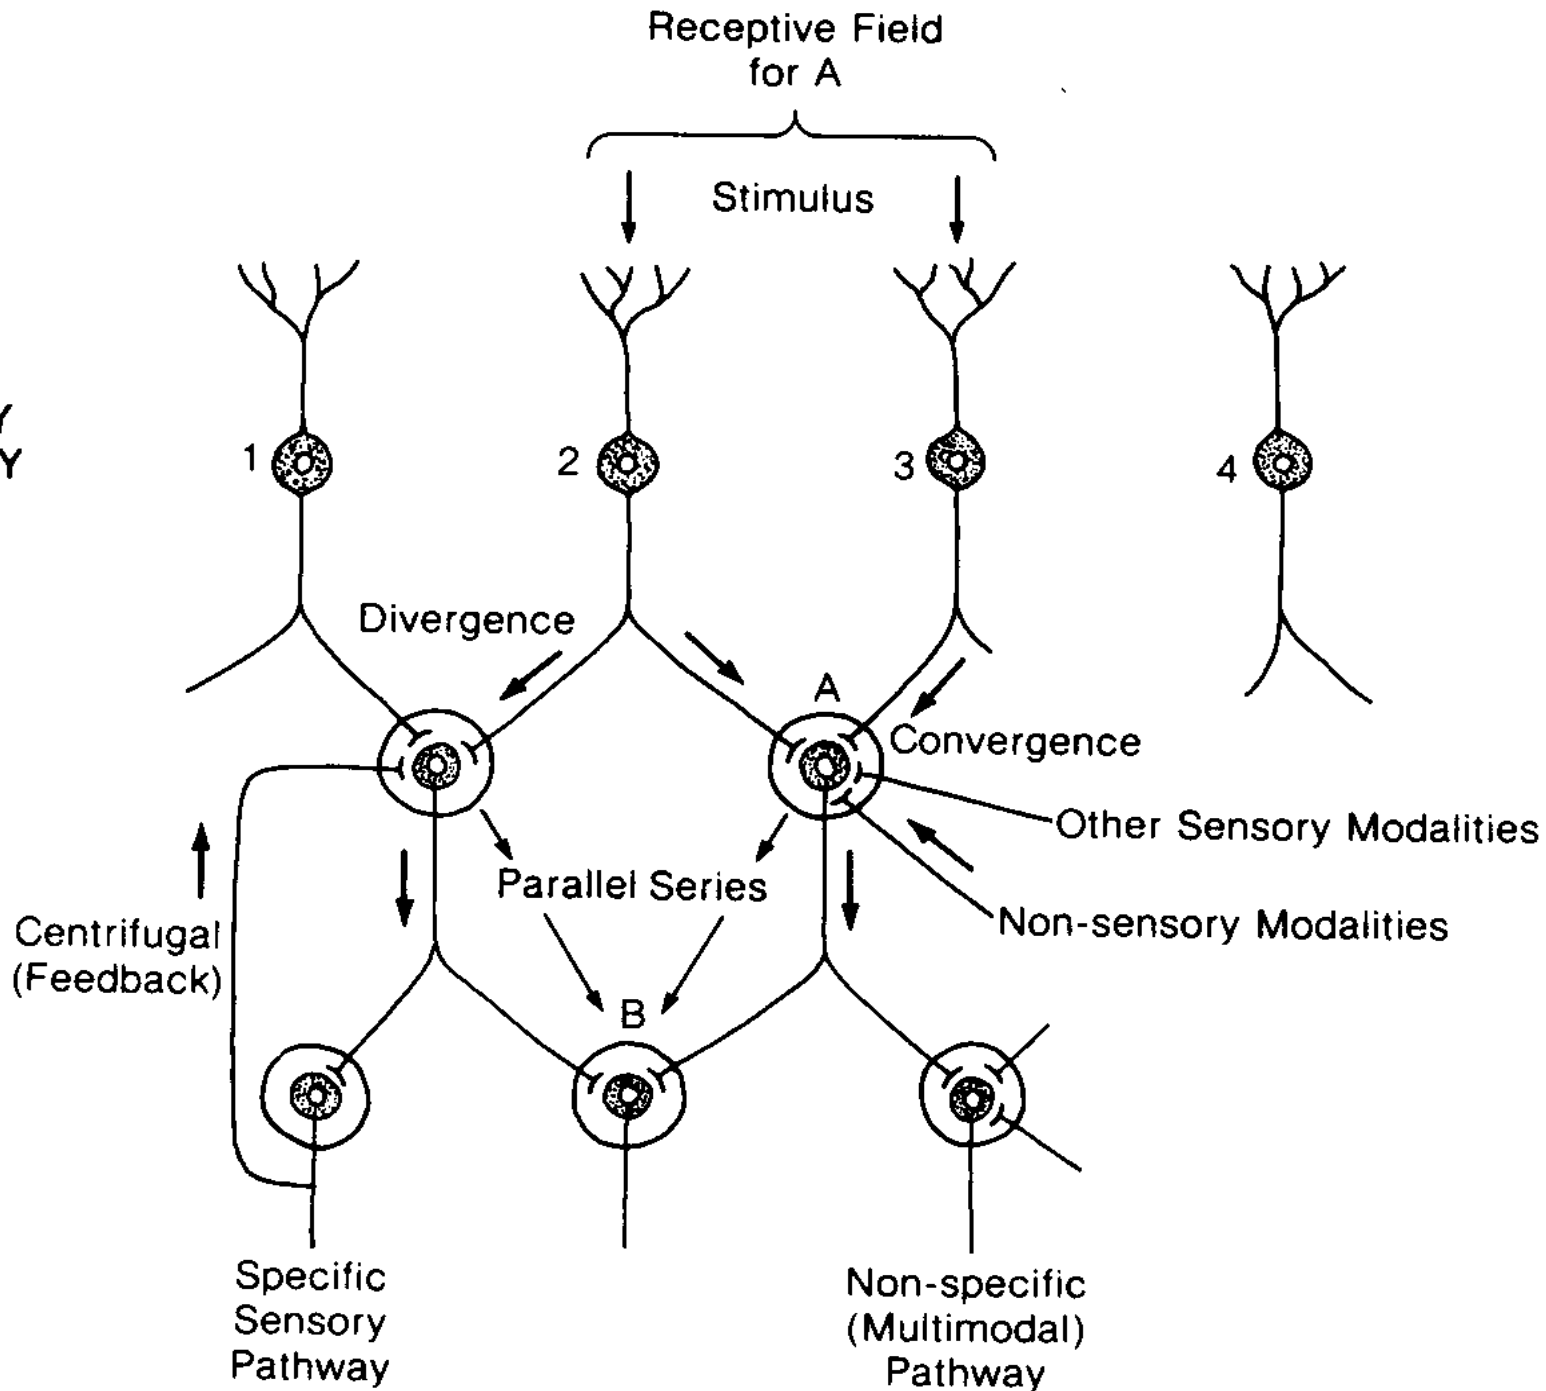 Receptive Field
for A
Stimulus
Y
Y
1
2
3
4
Divergence
A
Convergence
Other Sensory Modalities
Parallel Series
Non-sensory Modalities
Centrifugal
(Feedback)
B
Specific
Sensory
Pathway
Non-specific
(Multimodal)
Pathway